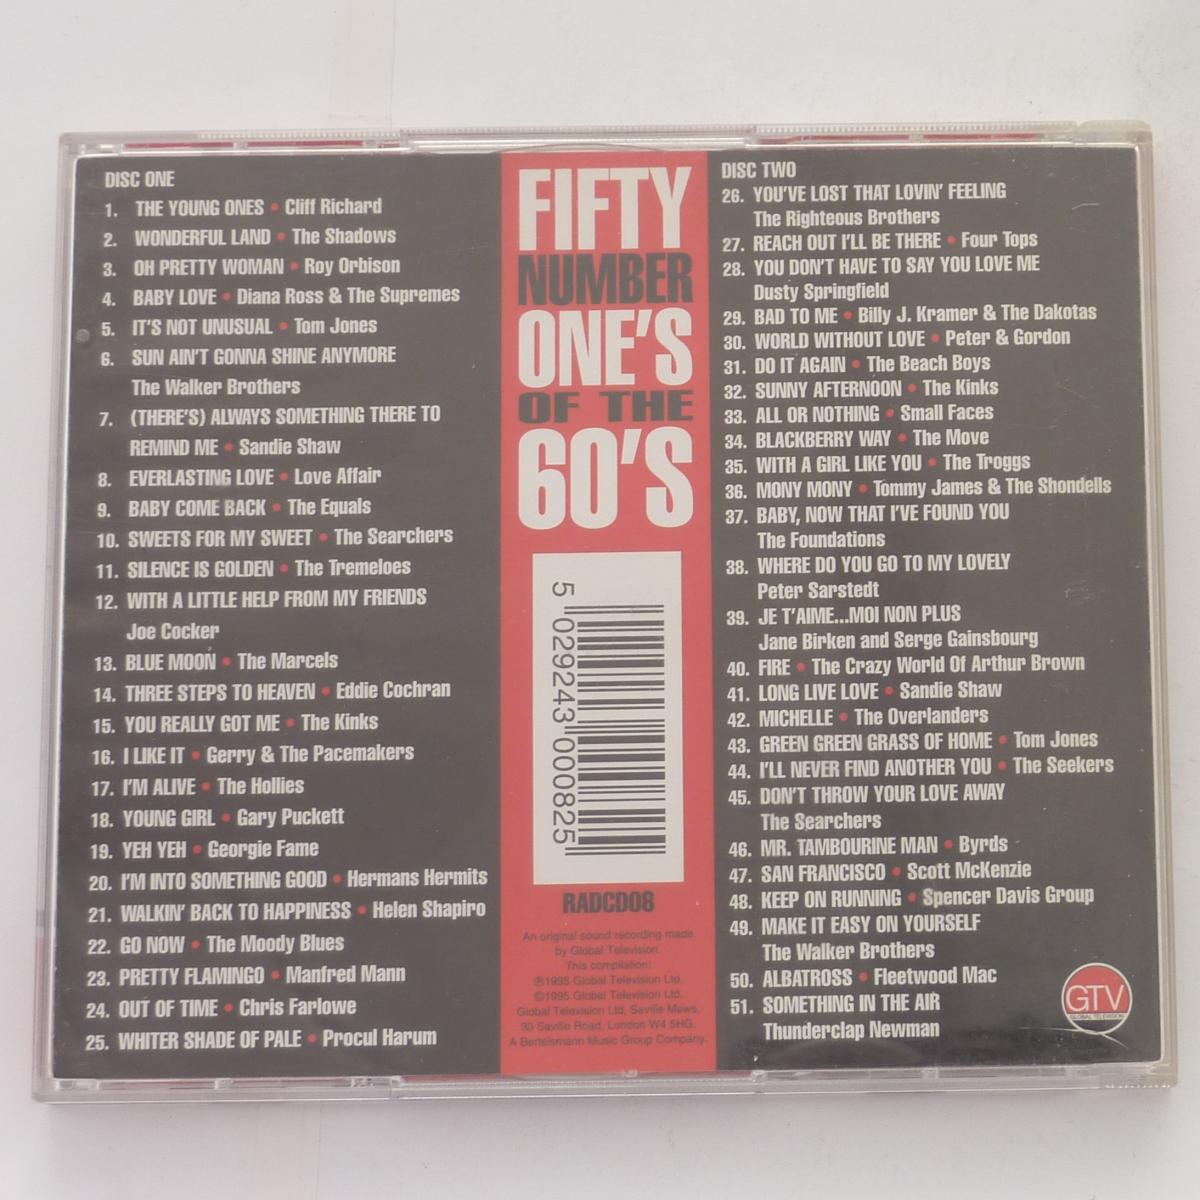 DISC ONE
1. THE YOUNG ONES • Cliff Richard
2. WONDERFUL LAND • The Shadows
3. OH PRETTY WOMAN • Roy Orbison
4. BABY LOVE • Diana Ross & The Supremes
5. IT'S NOT UNUSUAL • Tom Jones
6. SUN AIN'T GONNA SHINE ANYMORE
The Walker Brothers
7. (THERE'S) ALWAYS SOMETHING THERE TO
REMIND ME • Sandie Shaw
8. EVERLASTING LOVE • Love Affair
9. BABY COME BACK • The Equals
10. SWEETS FOR MY SWEET • The Searchers
11. SILENCE IS GOLDEN • The Tremeloes
12. WITH A LITTLE HELP FROM MY FRIENDS
Joe Cocker
13. BLUE MOON • The Marcels
14. THREE STEPS TO HEAVEN • Eddie Cochran
15. YOU REALLY GOT ME • The Kinks
16. I LIKE IT • Gerry & The Pacemakers
17. I'M ALIVE • The Hollies
18. YOUNG GIRL • Gary Puckett
19. YEH YEH • Georgie Fame
20. I'M INTO SOMETHING GOOD • Hermans Hermits
21. WALKIN' BACK TO HAPPINESS • Helen Shapiro
22. GO NOW • The Moody Blues
23. PRETTY FLAMINGO • Manfred Mann
24. OUT OF TIME • Chris Farlowe
25. WHITER SHADE OF PALE • Procul Harum
FIFTY
NUMBER
ONE'S
OF THE
60'S
5 029243 000825
RADCD08
An original sound recording made
by Global Television.
This compilation:
℗1995 Global Television Ltd.
©1995 Global Television Ltd.
Global Television Ltd, Saville Mews,
30 Saville Road, London W4 5HG.
A Bertelsmann Music Group Company.
DISC TWO
26. YOU'VE LOST THAT LOVIN' FEELING
The Righteous Brothers
27. REACH OUT I'LL BE THERE • Four Tops
28. YOU DON'T HAVE TO SAY YOU LOVE ME
Dusty Springfield
29. BAD TO ME • Billy J. Kramer & The Dakotas
30. WORLD WITHOUT LOVE • Peter & Gordon
31. DO IT AGAIN • The Beach Boys
32. SUNNY AFTERNOON • The Kinks
33. ALL OR NOTHING • Small Faces
34. BLACKBERRY WAY • The Move
35. WITH A GIRL LIKE YOU • The Troggs
36. MONY MONY • Tommy James & The Shondells
37. BABY, NOW THAT I'VE FOUND YOU
The Foundations
38. WHERE DO YOU GO TO MY LOVELY
Peter Sarstedt
39. JE T'AIME...MOI NON PLUS
Jane Birken and Serge Gainsbourg
40. FIRE • The Crazy World Of Arthur Brown
41. LONG LIVE LOVE • Sandie Shaw
42. MICHELLE • The Overlanders
43. GREEN GREEN GRASS OF HOME • Tom Jones
44. I'LL NEVER FIND ANOTHER YOU • The Seekers
45. DON'T THROW YOUR LOVE AWAY
The Searchers
46. MR. TAMBOURINE MAN • Byrds
47. SAN FRANCISCO • Scott McKenzie
48. KEEP ON RUNNING • Spencer Davis Group
49. MAKE IT EASY ON YOURSELF
The Walker Brothers
50. ALBATROSS • Fleetwood Mac
51. SOMETHING IN THE AIR
Thunderclap Newman
GTV
GLOBAL TELEVISION